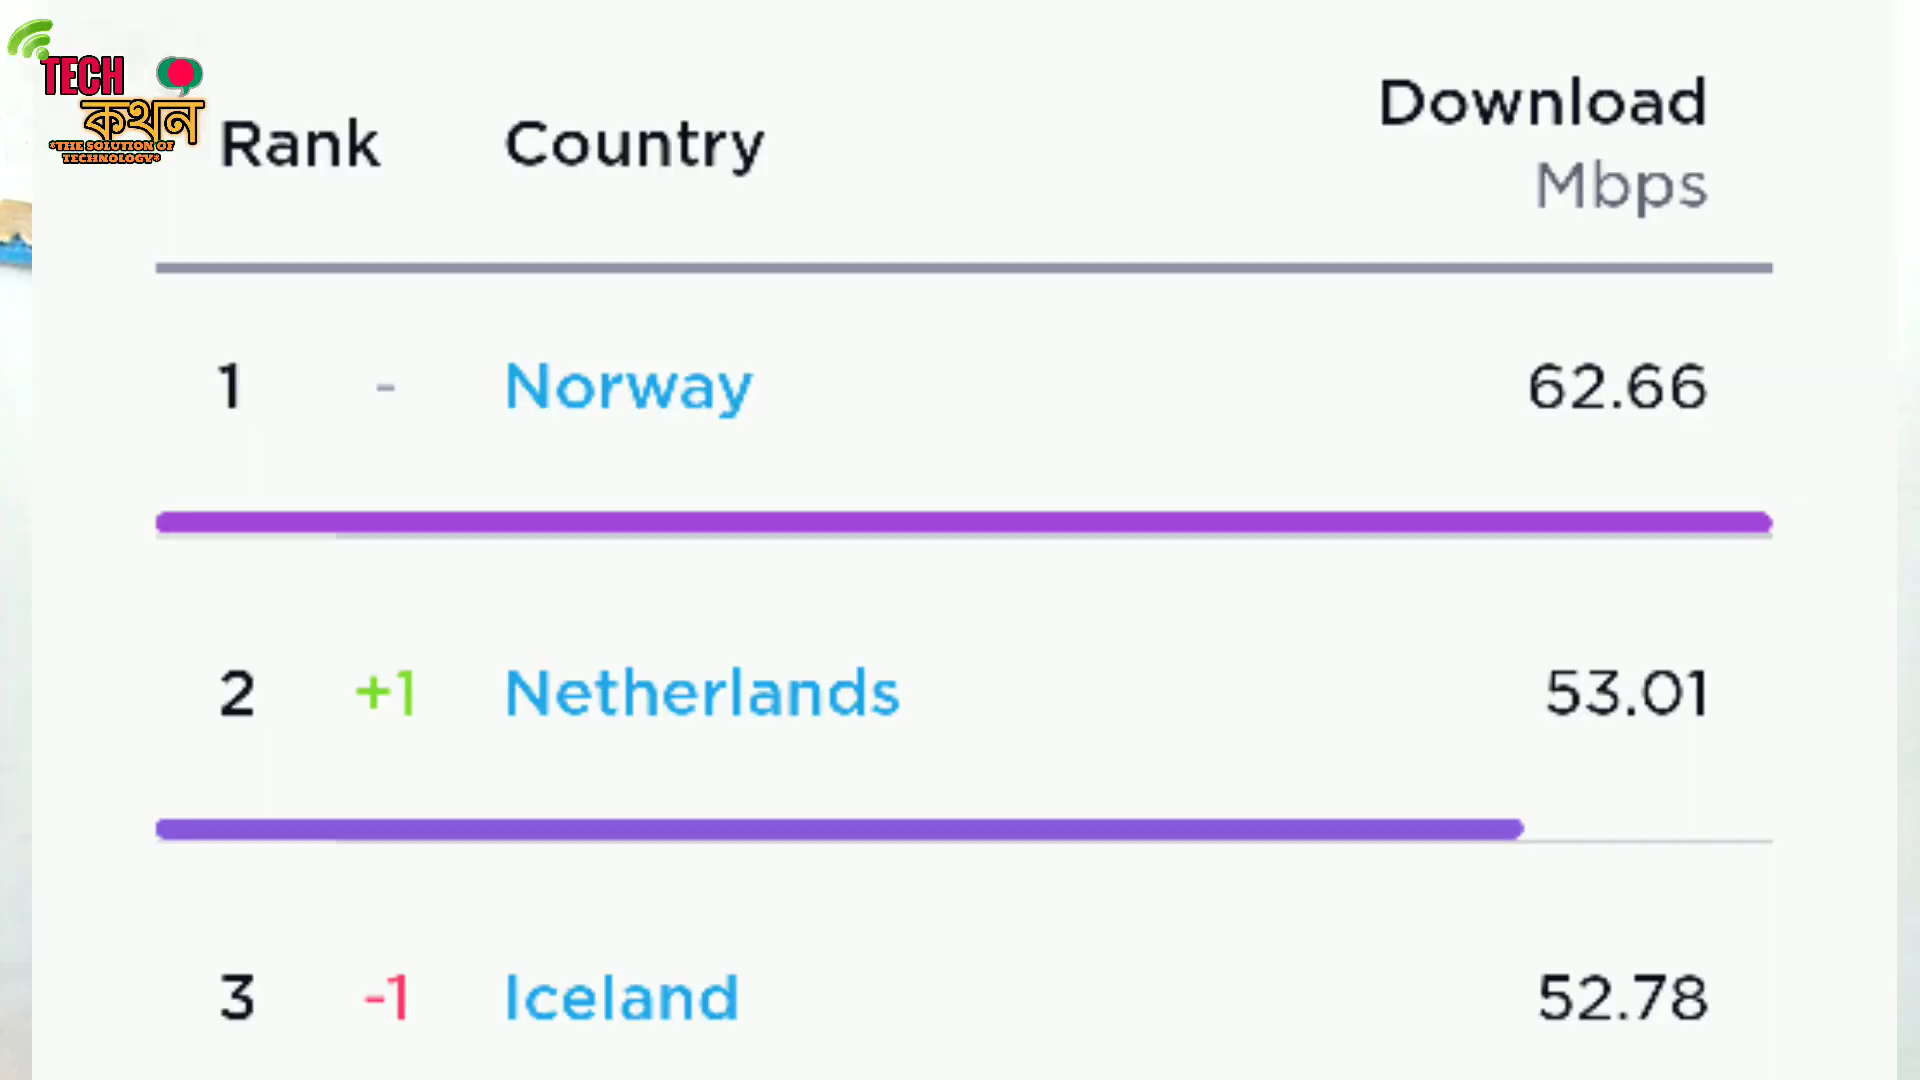 TECH
কথন
*THE SOLUTION OF
TECHNOLOGY*
Rank Country Download
Mbps
1 - Norway 62.66
2 +1 Netherlands 53.01
3 -1 Iceland 52.78